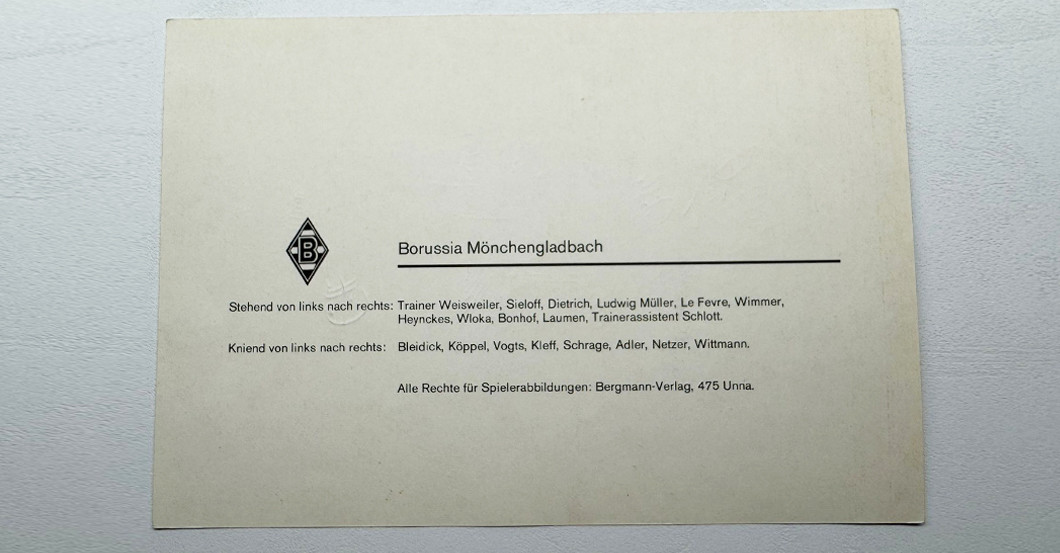 B
Borussia Mönchengladbach
Stehend von links nach rechts: Trainer Weisweiler, Sieloff, Dietrich, Ludwig Müller, Le Fevre, Wimmer,
Heynckes, Wloka, Bonhof, Laumen, Trainerassistent Schlott.
Kniend von links nach rechts: Bleidick, Köppel, Vogts, Kleff, Schrage, Adler, Netzer, Wittmann.
Alle Rechte für Spielerabbildungen: Bergmann-Verlag, 475 Unna.